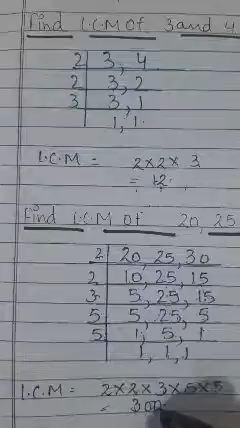 Find L.C.M of 3 and 4
2 | 3, 4
2 | 3, 2
3 | 3, 1
1, 1.
L.C.M = 2×2× 3
= 12.
Find L.C.M of 20, 25
2 | 20, 25, 30
2 | 10, 25, 15
3 | 5, 25, 15
5 | 5, 25, 5
5 | 1, 5, 1
1, 1, 1
L.C.M = 2×2×3×5×5
= 300